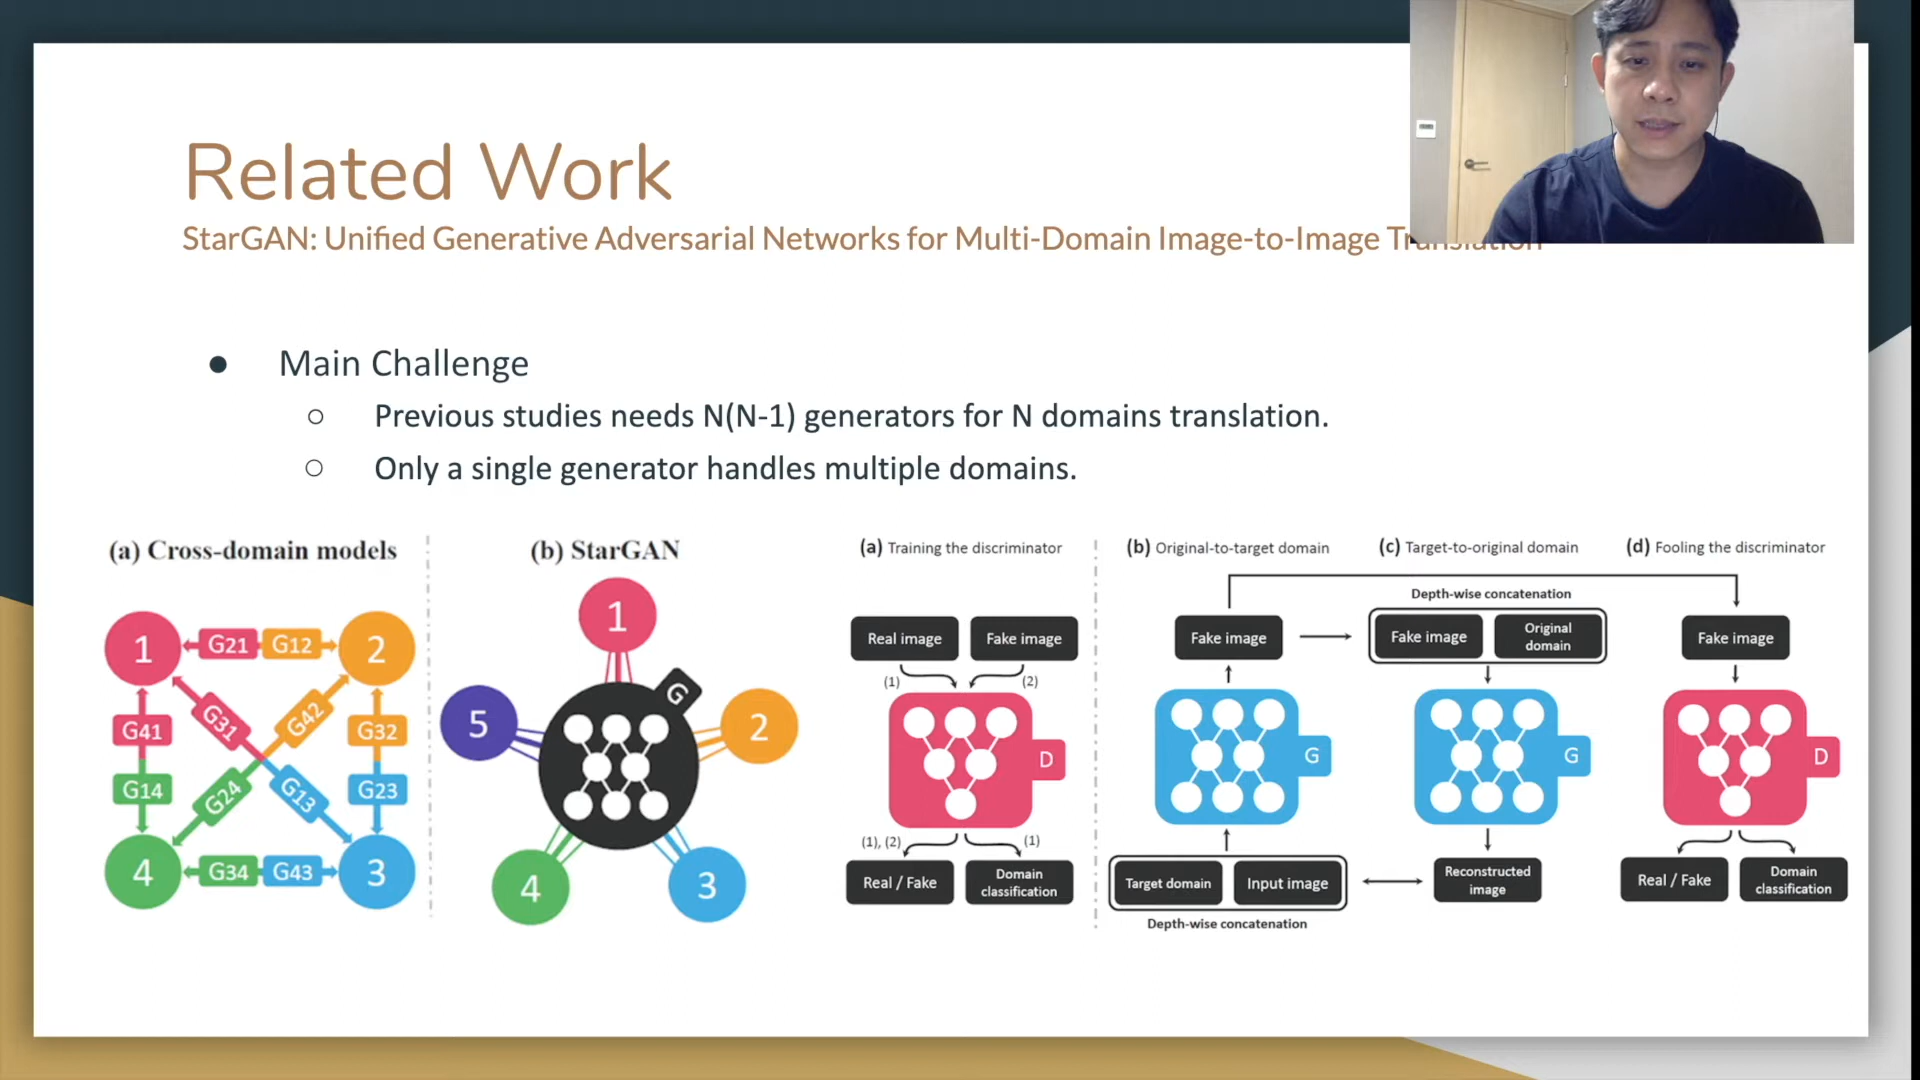 Related Work
StarGAN: Unified Generative Adversarial Networks for Multi-Domain Image-to-Image Translation
● Main Challenge
○ Previous studies needs N(N-1) generators for N domains translation.
○ Only a single generator handles multiple domains.
(a) Cross-domain models
1
G21
G12
2
G41
G31
G42
G32
G14
G24
G13
G23
4
G34
G43
3
(b) StarGAN
1
G
5
2
4
3
(a) Training the discriminator
Real image
Fake image
(1)
(2)
D
(1), (2)
(1)
Real / Fake
Domain
classification
(b) Original-to-target domain
Fake image
G
Target domain
Input image
Depth-wise concatenation
(c) Target-to-original domain
Depth-wise concatenation
Fake image
Original
domain
G
Reconstructed
image
(d) Fooling the discriminator
Fake image
D
Real / Fake
Domain
classification